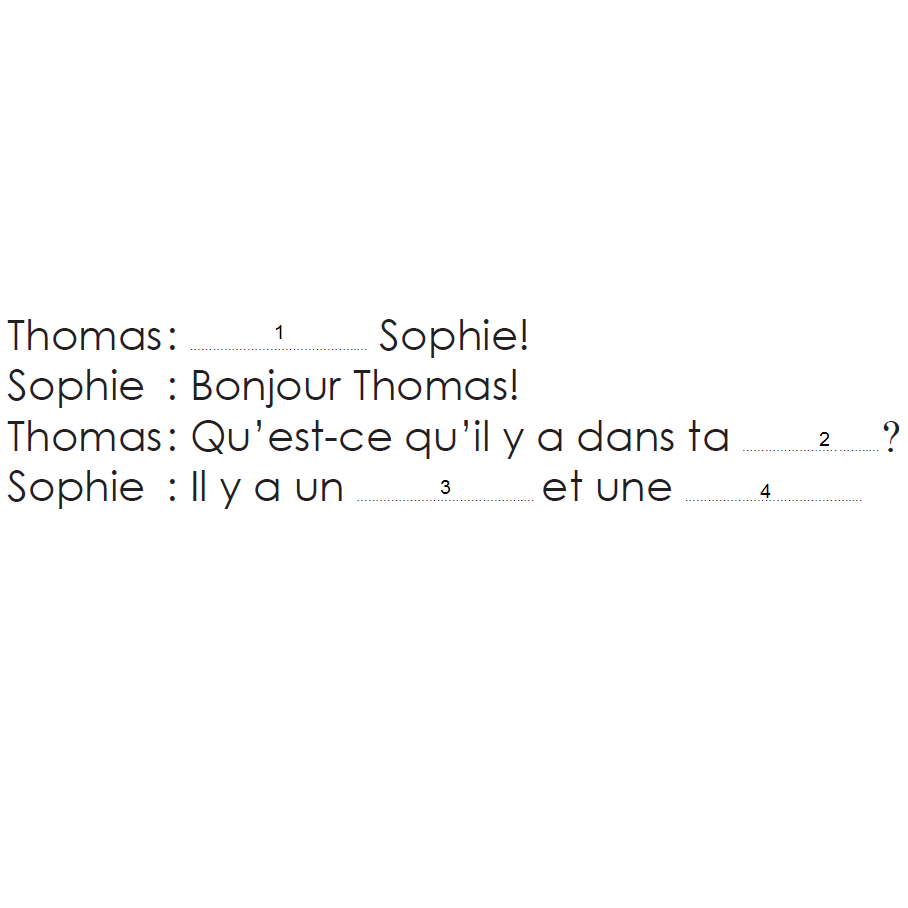 Thomas : 1 Sophie!
Sophie : Bonjour Thomas!
Thomas : Qu’est-ce qu’il y a dans ta 2 ?
Sophie : Il y a un 3 et une 4